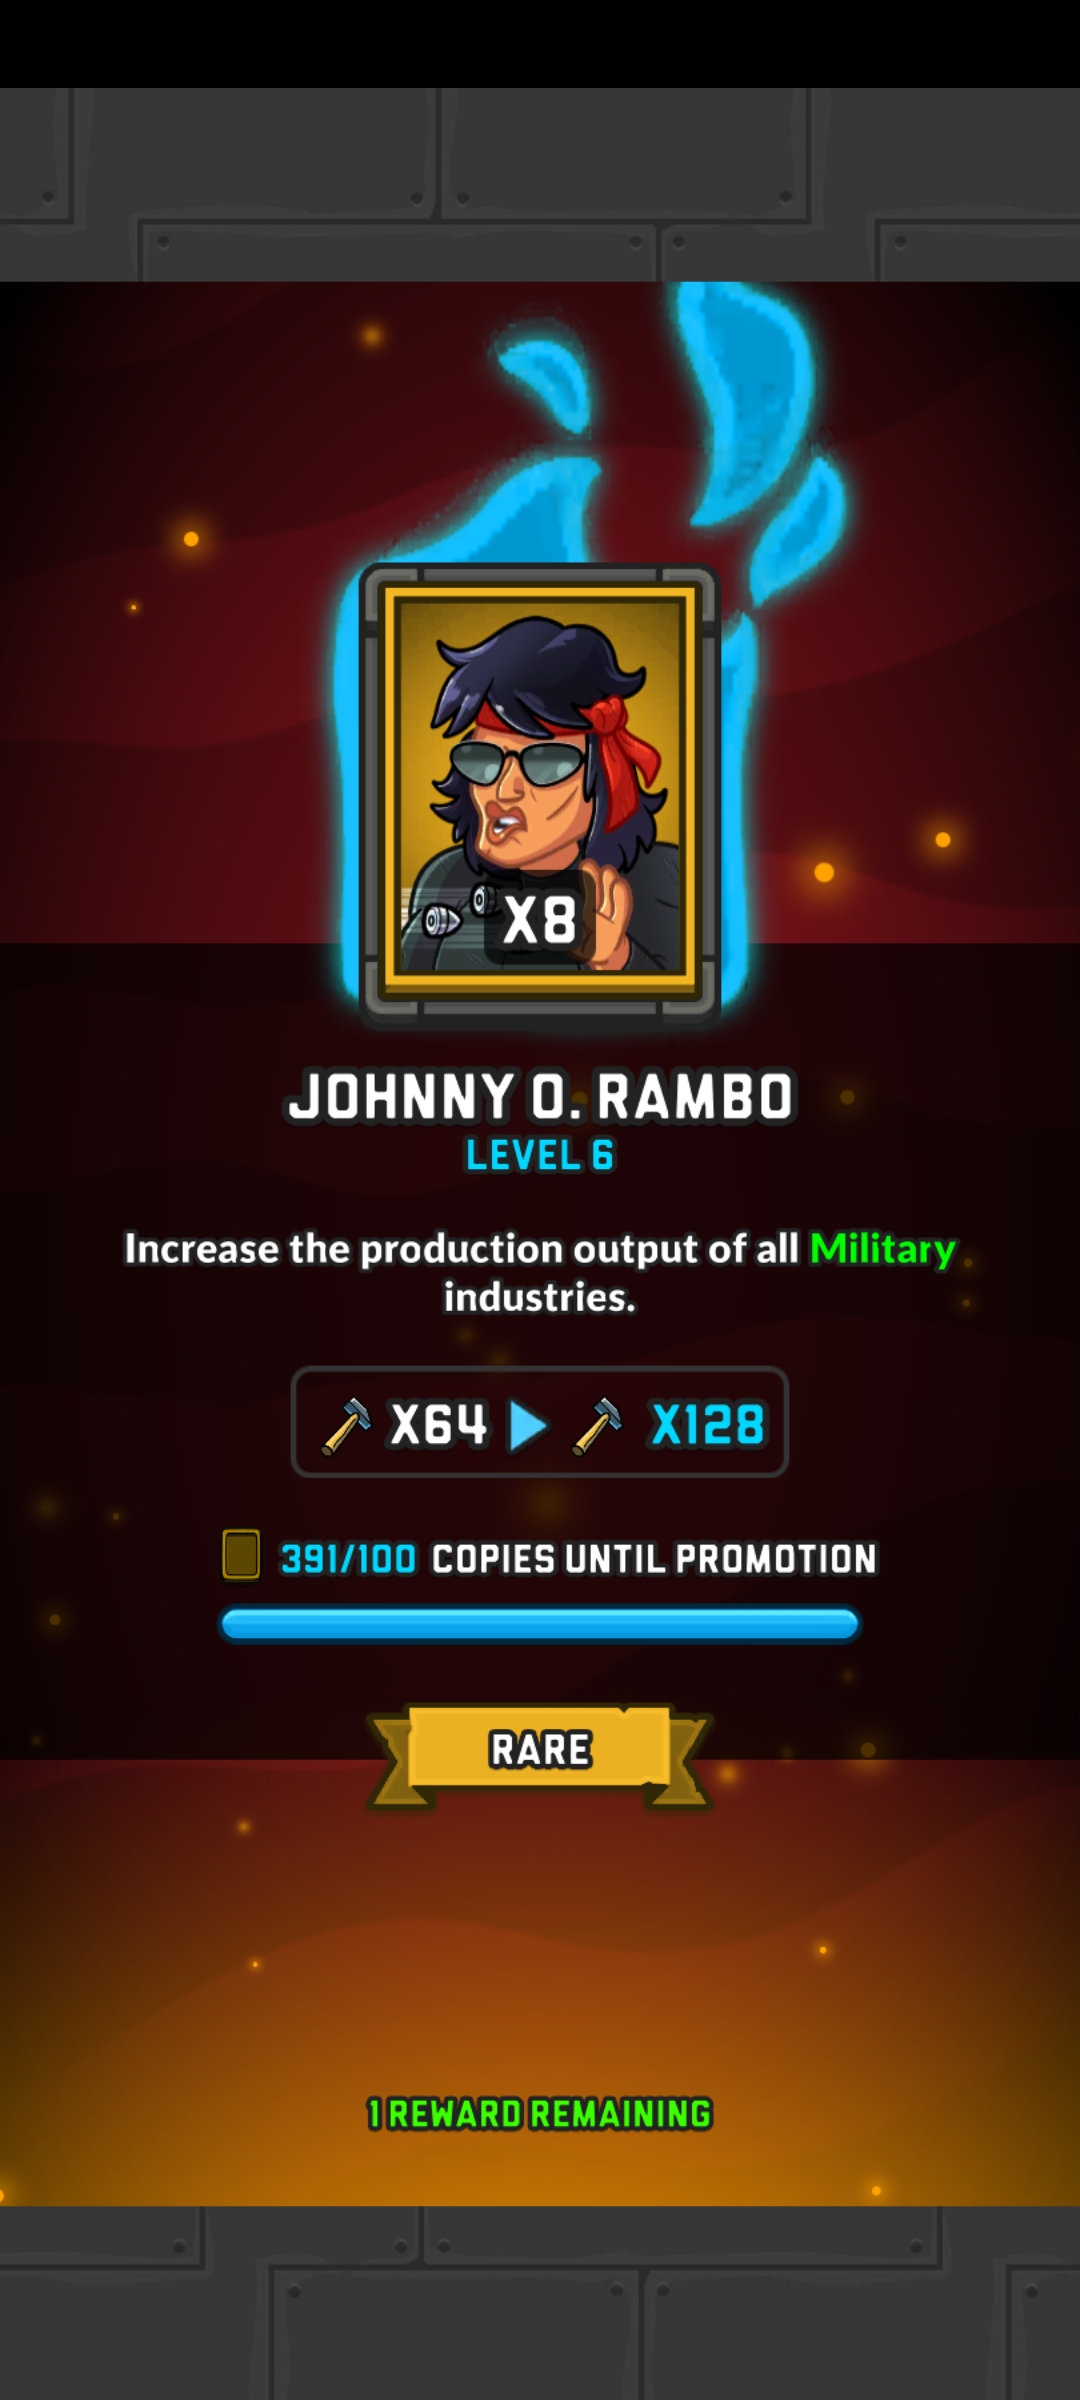 X8
JOHNNY O. RAMBO
LEVEL 6
Increase the production output of all Military
industries.
X64 X128
391/100 COPIES UNTIL PROMOTION
RARE
1 REWARD REMAINING